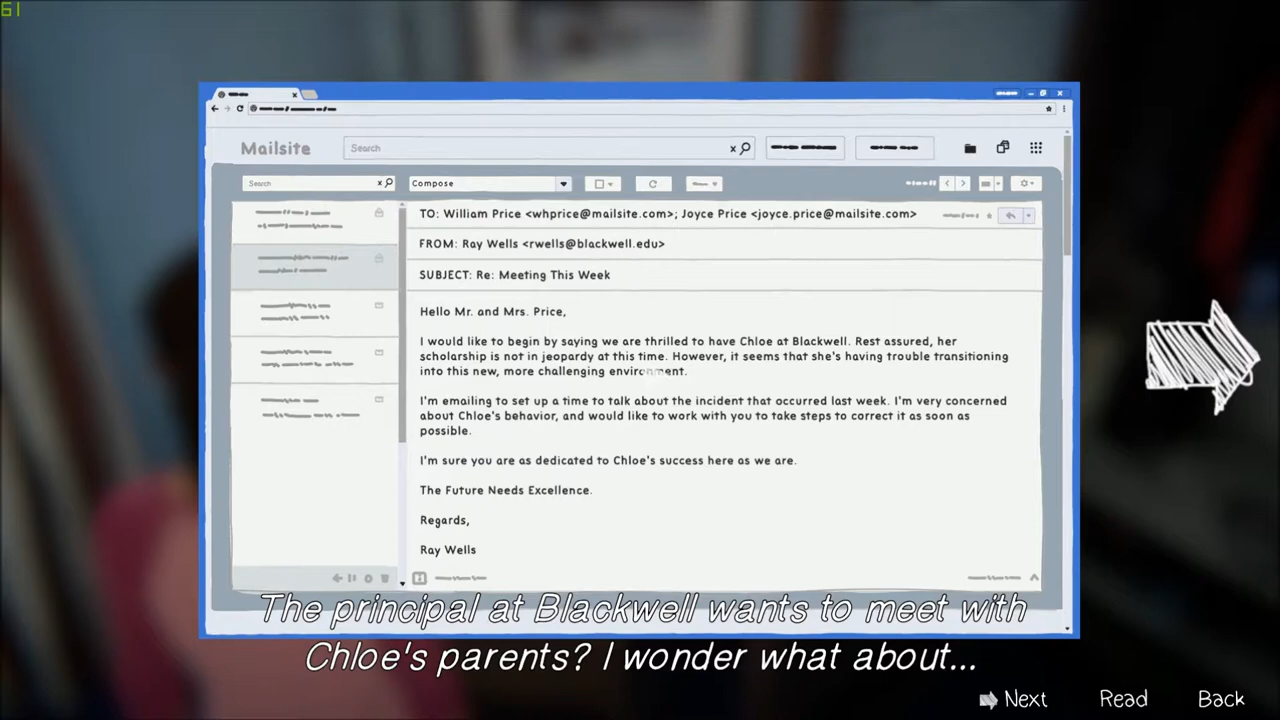 61
Mailsite
Search
x
Search
x
Compose
TO: William Price <whprice@mailsite.com>; Joyce Price <joyce.price@mailsite.com>
FROM: Ray Wells <rwells@blackwell.edu>
SUBJECT: Re: Meeting This Week
Hello Mr. and Mrs. Price,
I would like to begin by saying we are thrilled to have Chloe at Blackwell. Rest assured, her
scholarship is not in jeopardy at this time. However, it seems that she's having trouble transitioning
into this new, more challenging environment.
I'm emailing to set up a time to talk about the incident that occurred last week. I'm very concerned
about Chloe's behavior, and would like to work with you to take steps to correct it as soon as
possible.
I'm sure you are as dedicated to Chloe's success here as we are.
The Future Needs Excellence.
Regards,
Ray Wells
The principal at Blackwell wants to meet with
Chloe's parents? I wonder what about...
Next Read Back